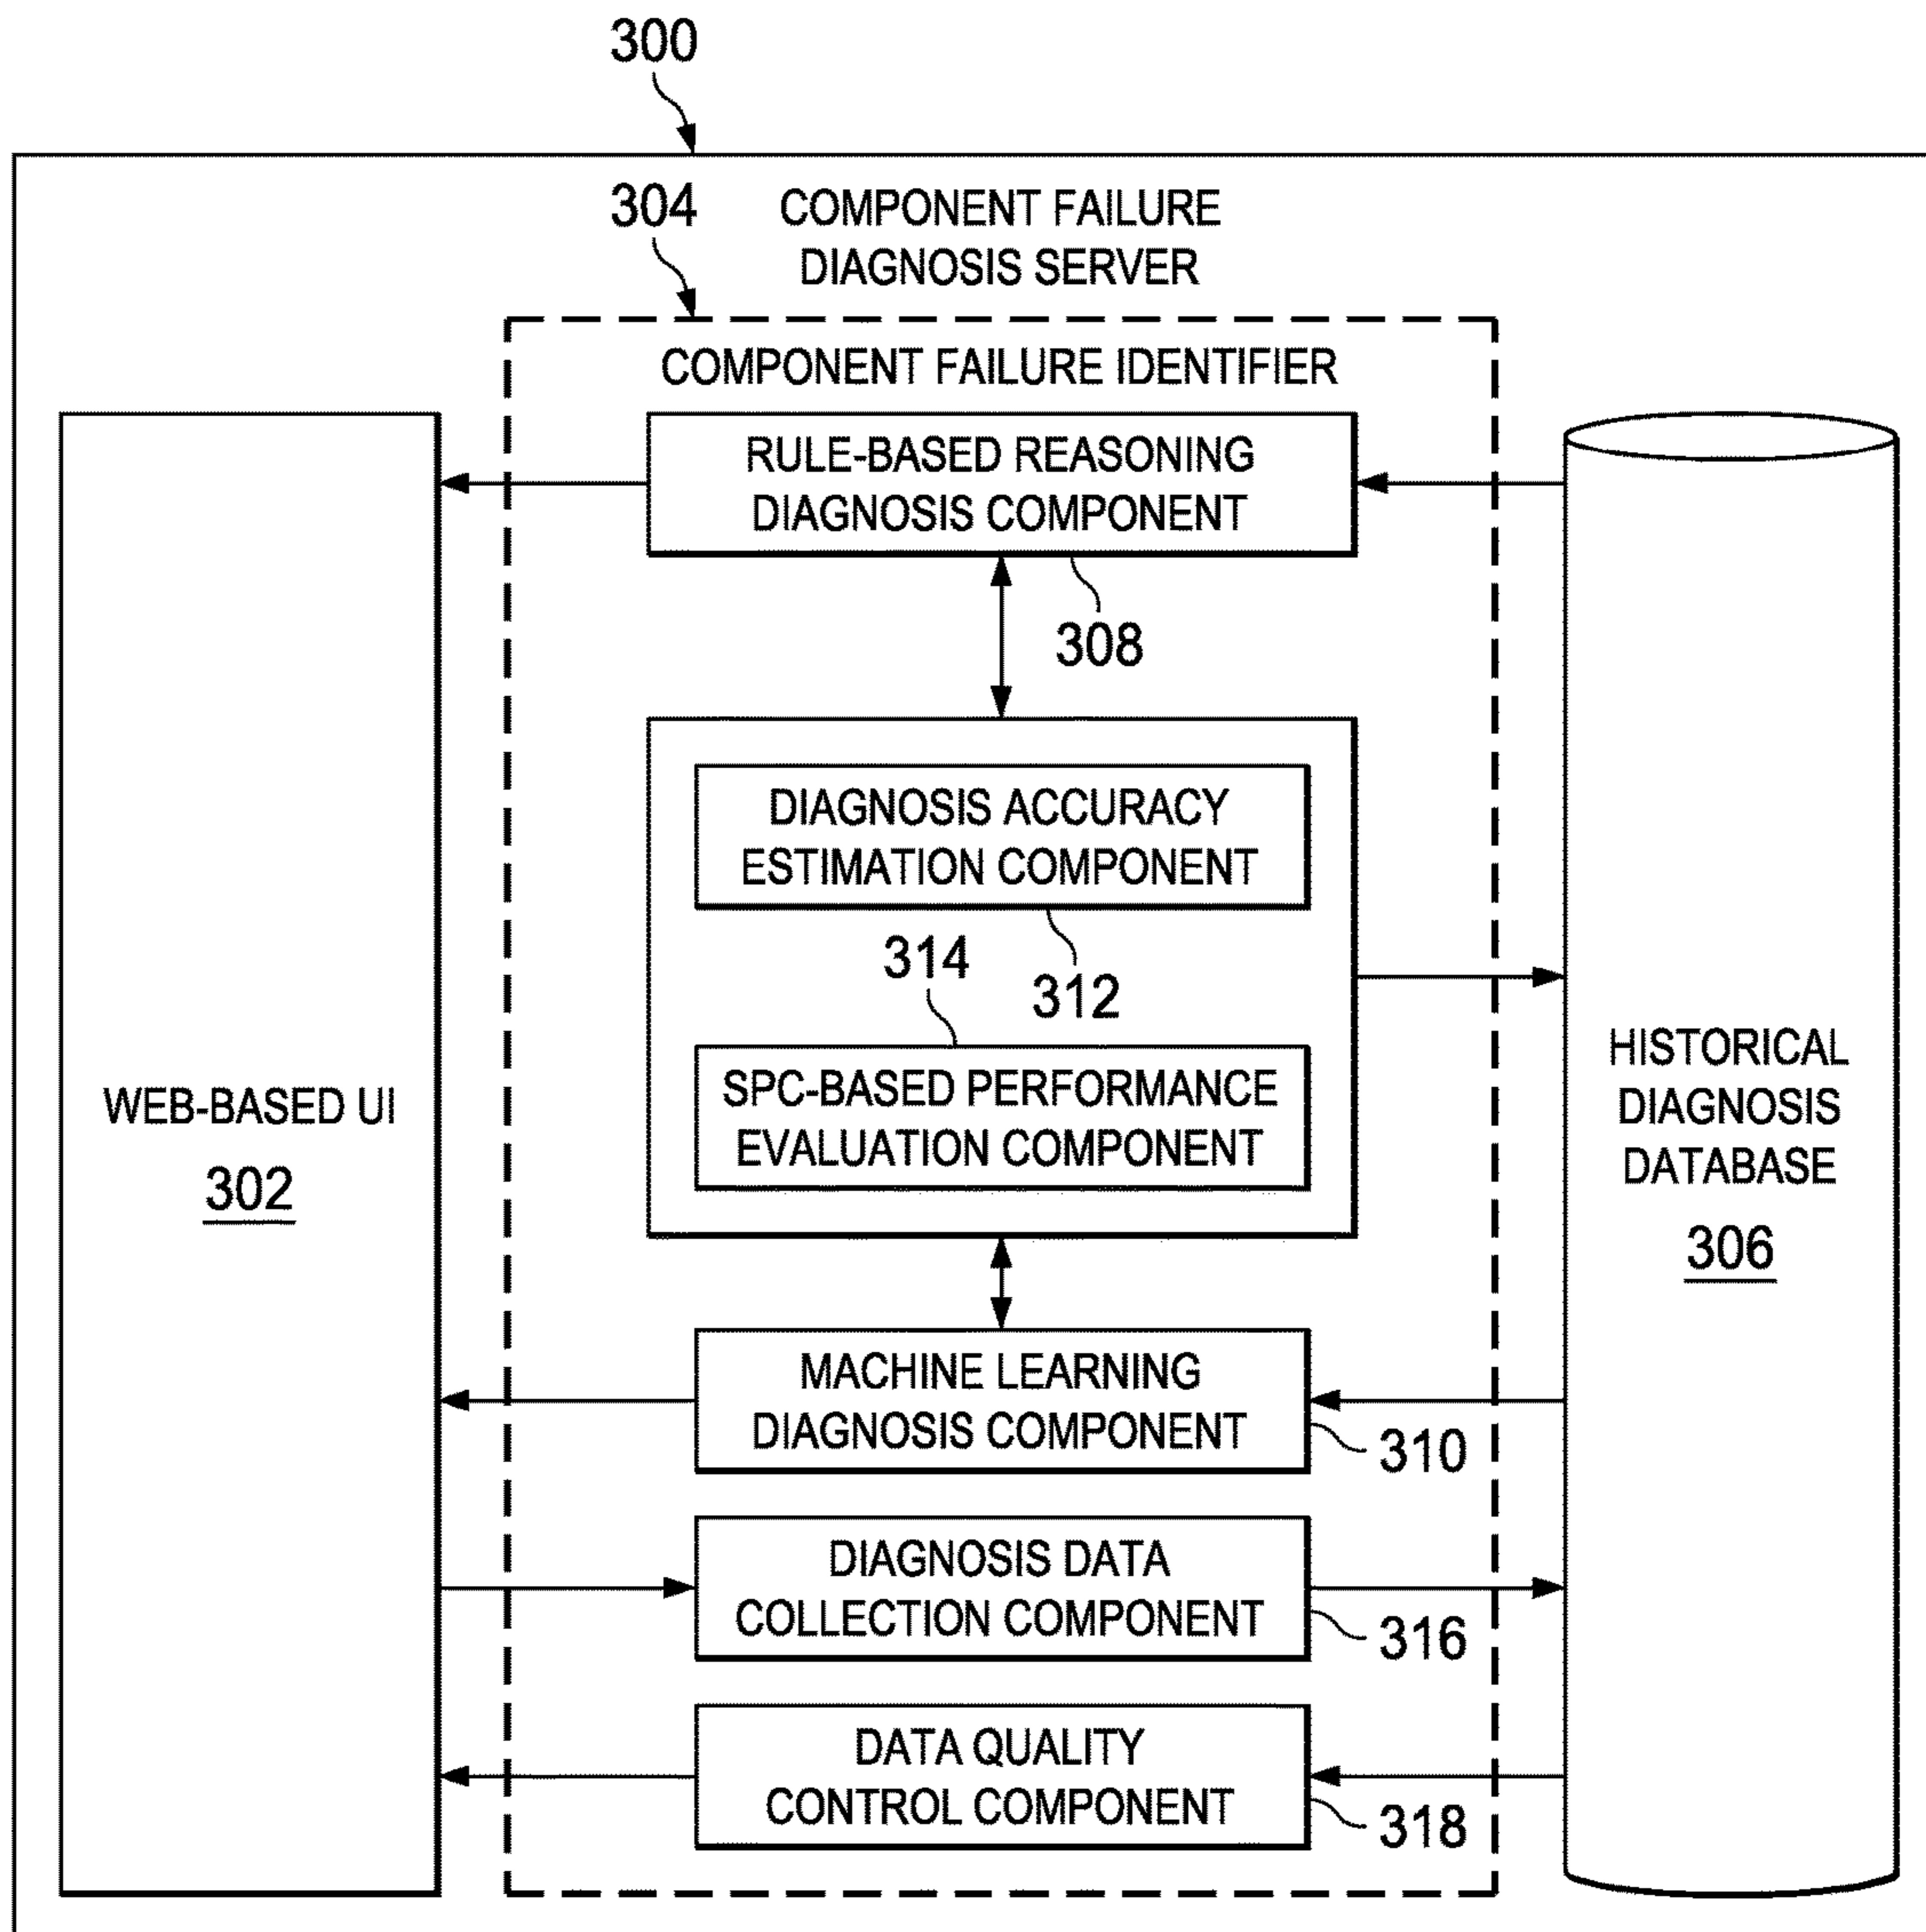 300
304
COMPONENT FAILURE
DIAGNOSIS SERVER
COMPONENT FAILURE IDENTIFIER
RULE-BASED REASONING
DIAGNOSIS COMPONENT
308
DIAGNOSIS ACCURACY
ESTIMATION COMPONENT
314
312
SPC-BASED PERFORMANCE
EVALUATION COMPONENT
WEB-BASED UI
302
HISTORICAL
DIAGNOSIS
DATABASE
306
MACHINE LEARNING
DIAGNOSIS COMPONENT
310
DIAGNOSIS DATA
COLLECTION COMPONENT
316
DATA QUALITY
CONTROL COMPONENT
318